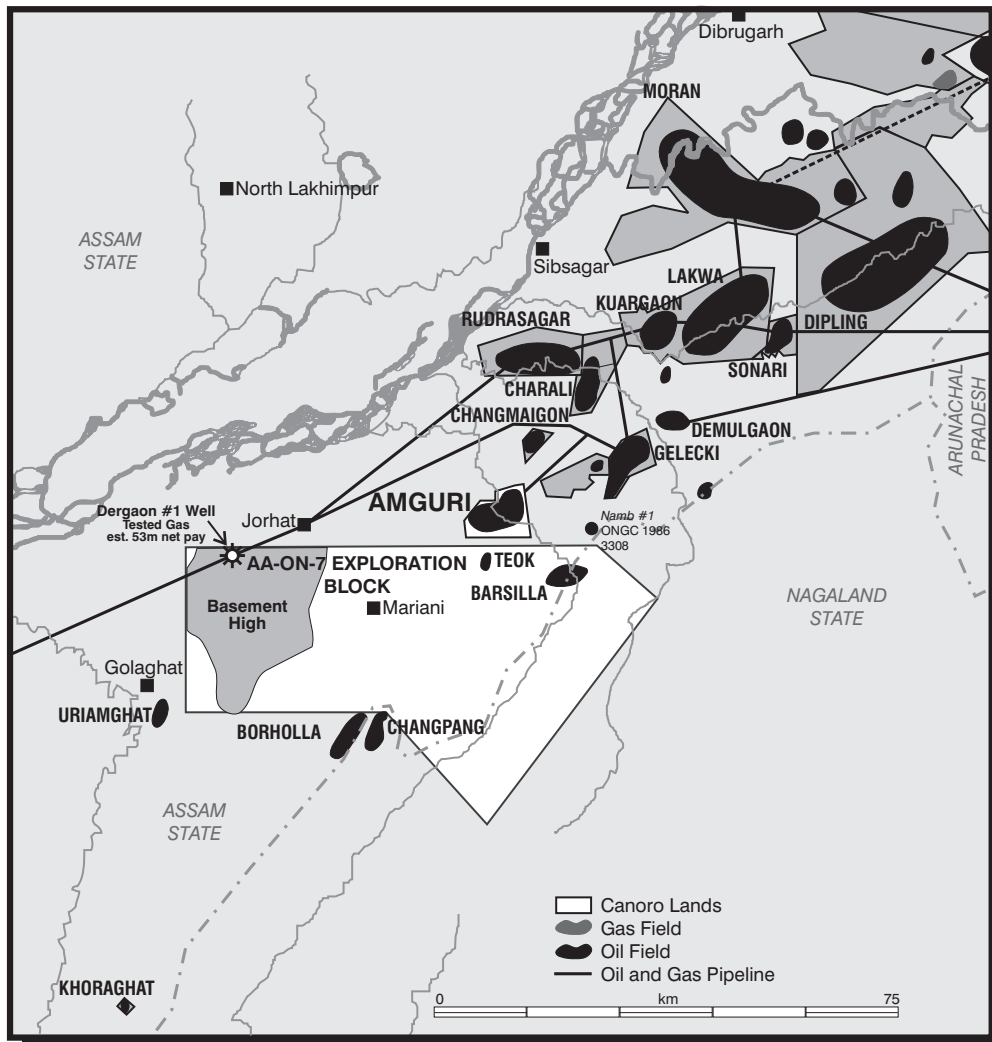 Dibrugarh
MORAN
North Lakhimpur
ASSAM
STATE
Sibsagar
LAKWA
KUARGAON
RUDRASAGAR
DIPLING
SONARI
CHARALI
CHANGMAIGON
DEMULGAON
ARUNACHAL
PRADESH
GELECKI
AMGURI
Dergaon #1 Well
Tested Gas
est. 53m net pay
Jorhat
Namb #1
ONGC 1986
3308
AA-ON-7 EXPLORATION
BLOCK
TEOK
BARSILLA
Basement
High
Mariani
NAGALAND
STATE
Golaghat
URIAMGHAT
BORHOLLA
CHANGPANG
ASSAM
STATE
Canoro Lands
Gas Field
Oil Field
Oil and Gas Pipeline
KHORAGHAT
0 km 75